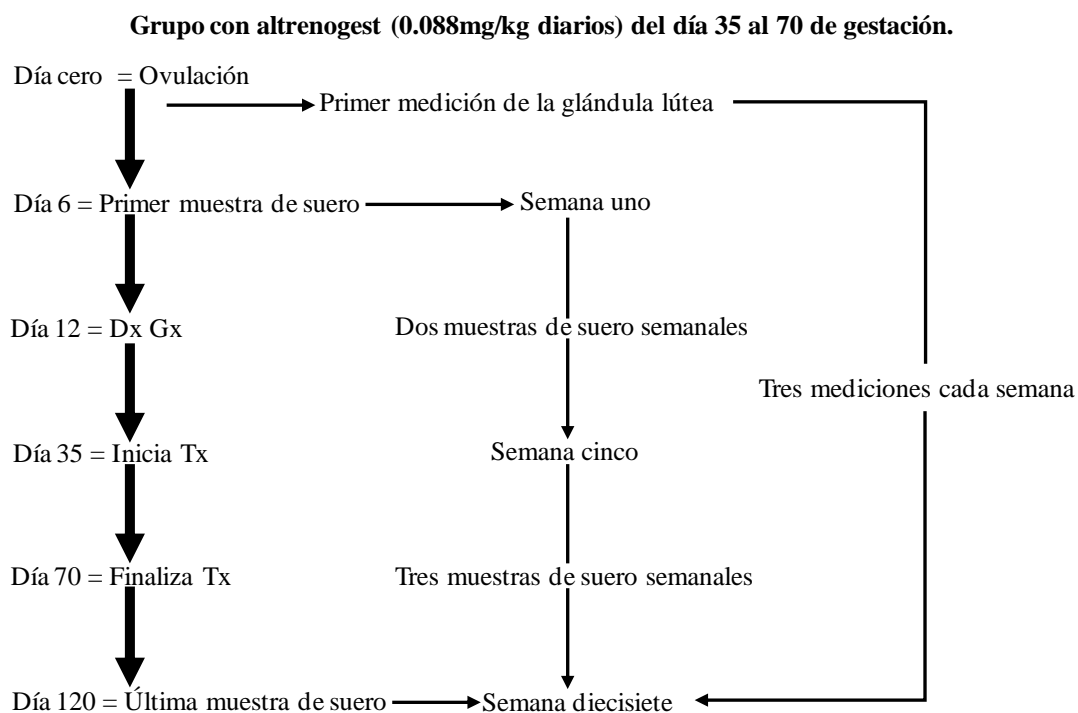 Grupo con altrenogest (0.088mg/kg diarios) del día 35 al 70 de gestación.
Día cero = Ovulación
Primer medición de la glándula lútea
Día 6 = Primer muestra de suero
Semana uno
Día 12 = Dx Gx
Dos muestras de suero semanales
Tres mediciones cada semana
Día 35 = Inicia Tx
Semana cinco
Día 70 = Finaliza Tx
Tres muestras de suero semanales
Día 120 = Última muestra de suero
Semana diecisiete